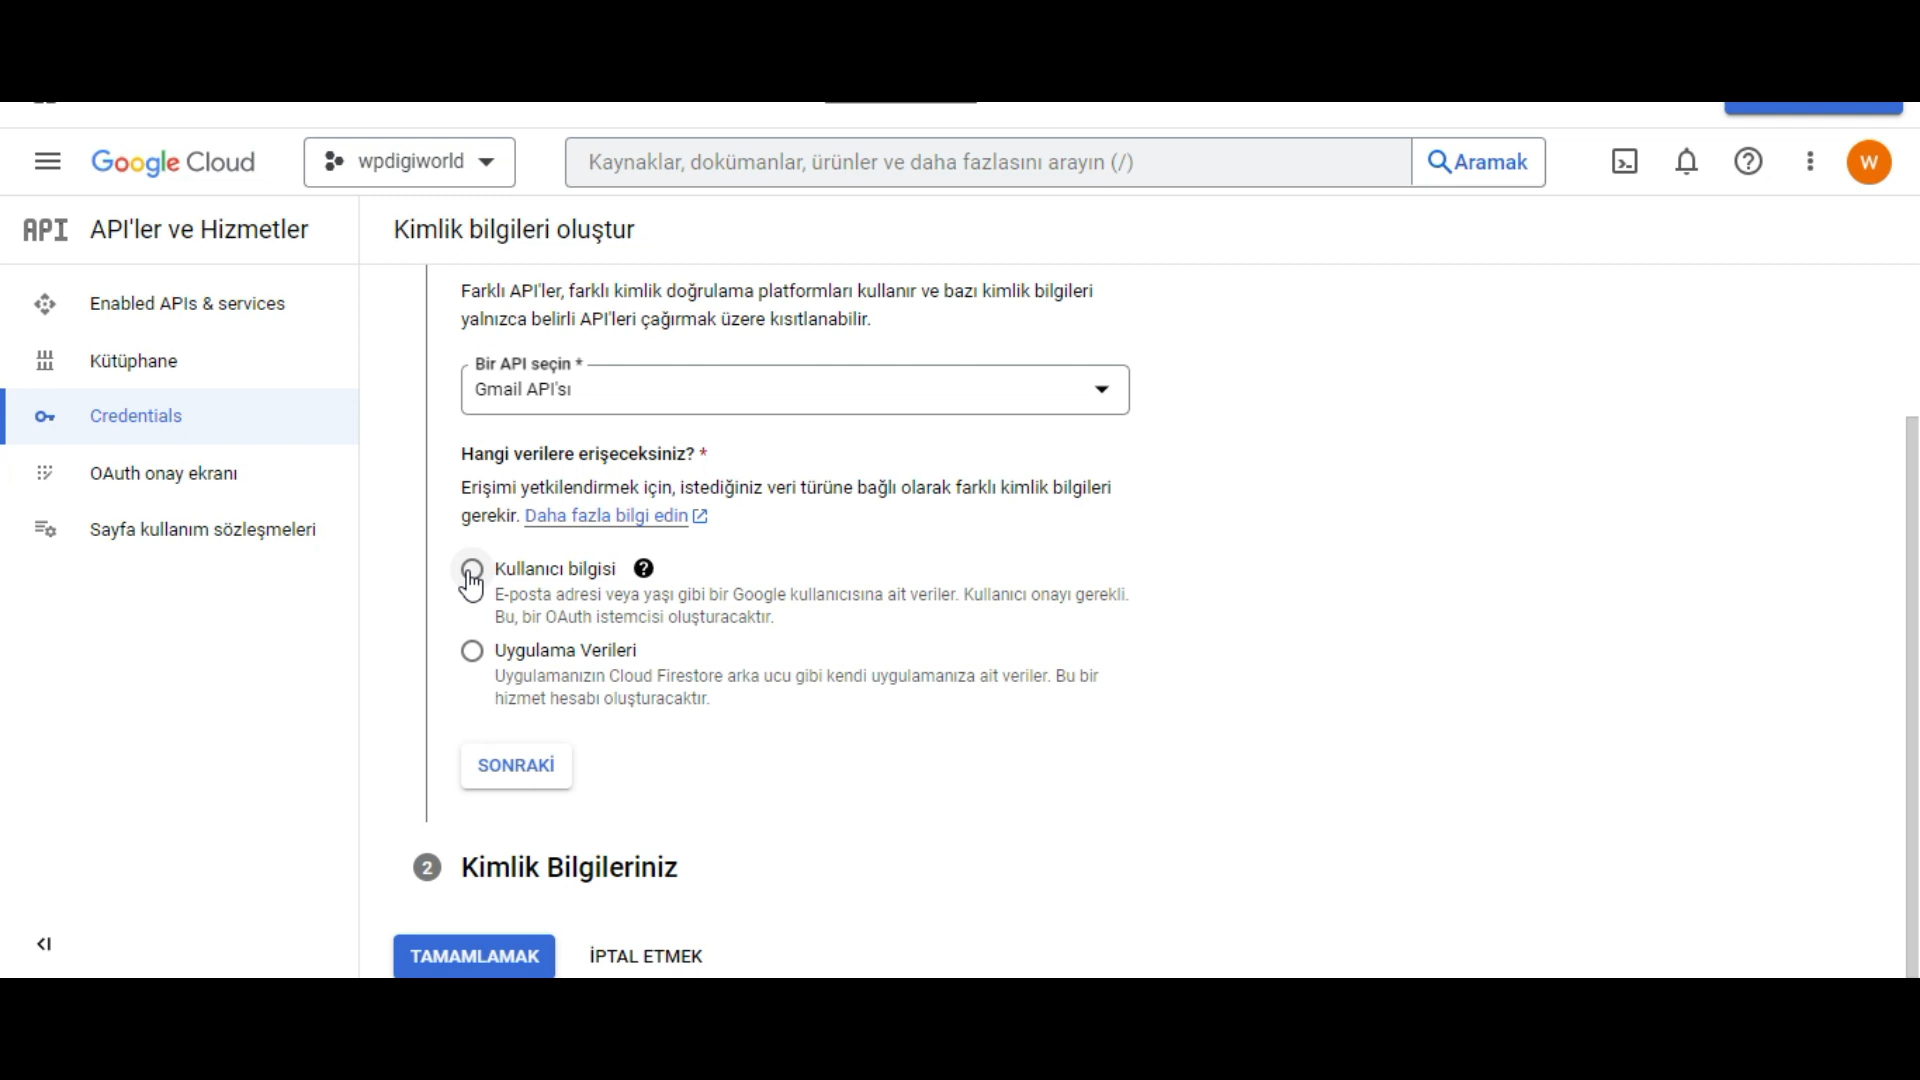 Google Cloud
wpdigiworld
Kaynaklar, dokümanlar, ürünler ve daha fazlasını arayın (/)
Aramak
W
API API'ler ve Hizmetler
Kimlik bilgileri oluştur
Enabled APIs & services
Kütüphane
Credentials
OAuth onay ekranı
Sayfa kullanım sözleşmeleri
Farklı API'ler, farklı kimlik doğrulama platformları kullanır ve bazı kimlik bilgileri
yalnızca belirli API'leri çağırmak üzere kısıtlanabilir.
Bir API seçin *
Gmail API'sı
Hangi verilere erişeceksiniz? *
Erişimi yetkilendirmek için, istediğiniz veri türüne bağlı olarak farklı kimlik bilgileri
gerekir. Daha fazla bilgi edin
Kullanıcı bilgisi
E-posta adresi veya yaşı gibi bir Google kullanıcısına ait veriler. Kullanıcı onayı gerekli.
Bu, bir OAuth istemcisi oluşturacaktır.
Uygulama Verileri
Uygulamanızın Cloud Firestore arka ucu gibi kendi uygulamanıza ait veriler. Bu bir
hizmet hesabı oluşturacaktır.
SONRAKİ
2 Kimlik Bilgileriniz
TAMAMLAMAK
İPTAL ETMEK